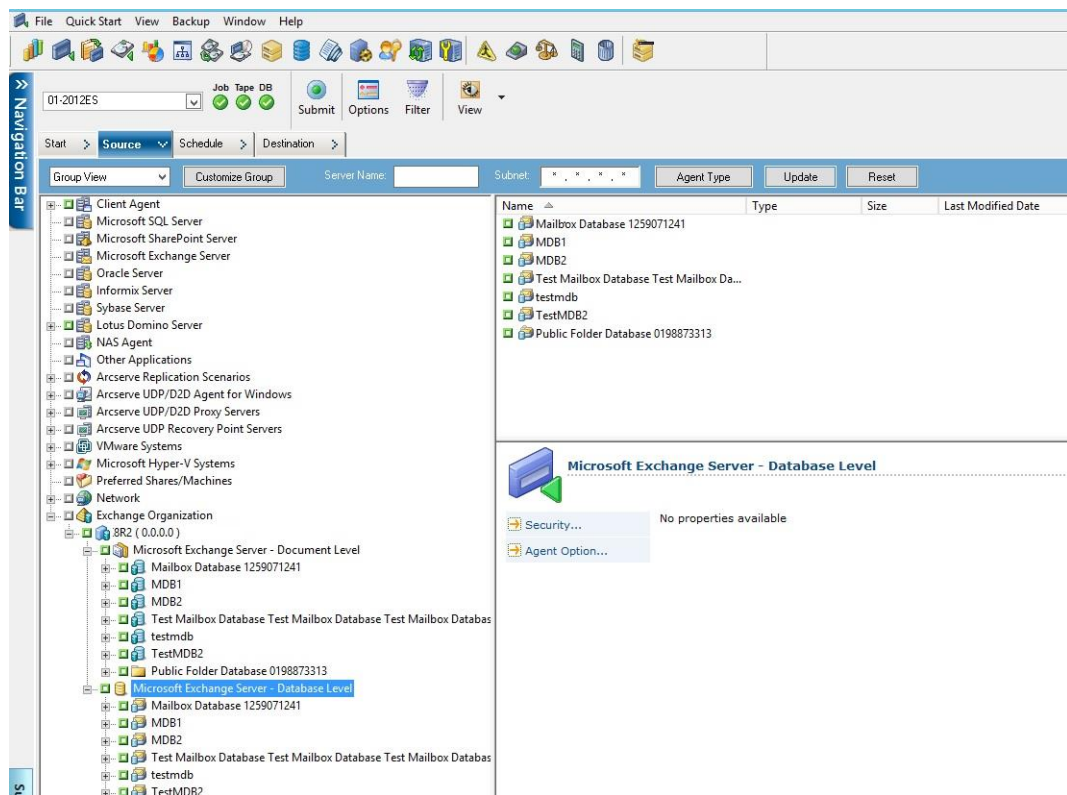 File Quick Start View Backup Window Help
Navigation Bar
01-2012ES
Job Tape DB
Submit Options Filter View
Start Source Schedule Destination
Group View Customize Group Server Name: Subnet: * . * . * . * Agent Type Update Reset
Client Agent
Microsoft SQL Server
Microsoft SharePoint Server
Microsoft Exchange Server
Oracle Server
Informix Server
Sybase Server
Lotus Domino Server
NAS Agent
Other Applications
Arcserve Replication Scenarios
Arcserve UDP/D2D Agent for Windows
Arcserve UDP/D2D Proxy Servers
Arcserve UDP Recovery Point Servers
VMware Systems
Microsoft Hyper-V Systems
Preferred Shares/Machines
Network
Exchange Organization
8R2 ( 0.0.0.0 )
Microsoft Exchange Server - Document Level
Mailbox Database 1259071241
MDB1
MDB2
Test Mailbox Database Test Mailbox Database Test Mailbox Databas
testmdb
TestMDB2
Public Folder Database 0198873313
Microsoft Exchange Server - Database Level
Mailbox Database 1259071241
MDB1
MDB2
Test Mailbox Database Test Mailbox Database Test Mailbox Databas
testmdb
TestMDB2
Name Type Size Last Modified Date
Mailbox Database 1259071241
MDB1
MDB2
Test Mailbox Database Test Mailbox Da...
testmdb
TestMDB2
Public Folder Database 0198873313
Microsoft Exchange Server - Database Level
Security...
Agent Option...
No properties available